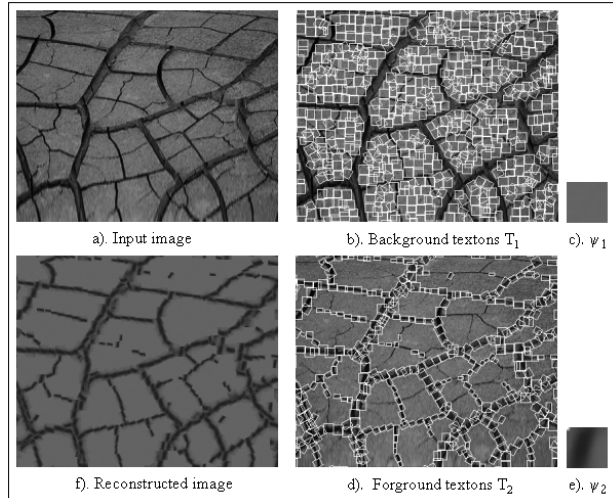 a). Input image
b). Background textons T1
c). ψ1
f). Reconstructed image
d). Forground textons T2
e). ψ2